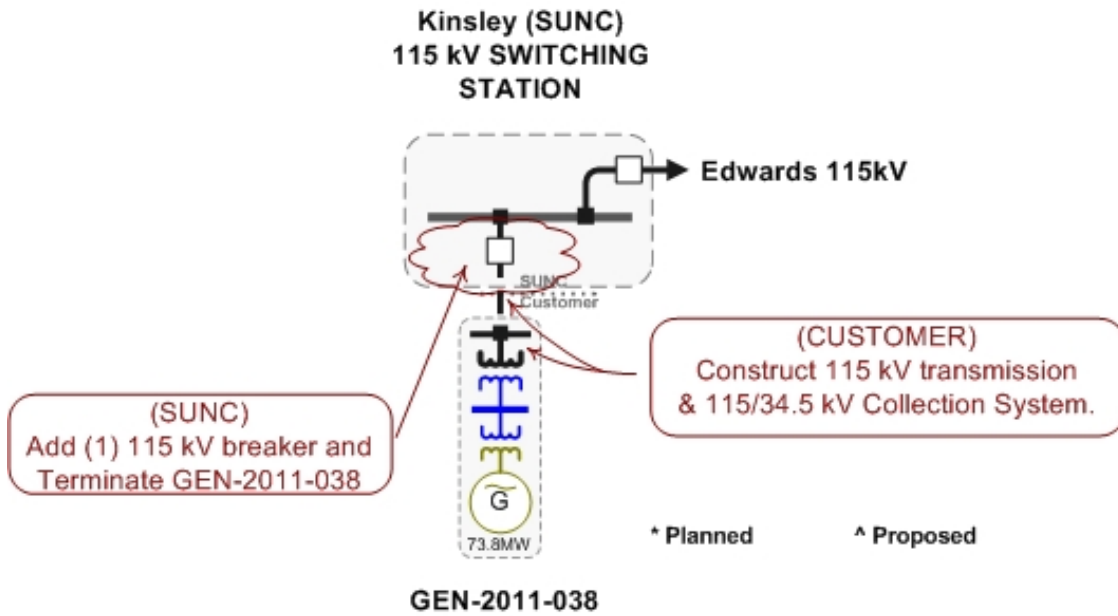 Kinsley (SUNC)
115 kV SWITCHING
STATION
Edwards 115kV
SUNC
Customer
(CUSTOMER)
Construct 115 kV transmission
& 115/34.5 kV Collection System.
(SUNC)
Add (1) 115 kV breaker and
Terminate GEN-2011-038
G
73.8MW
* Planned
^ Proposed
GEN-2011-038